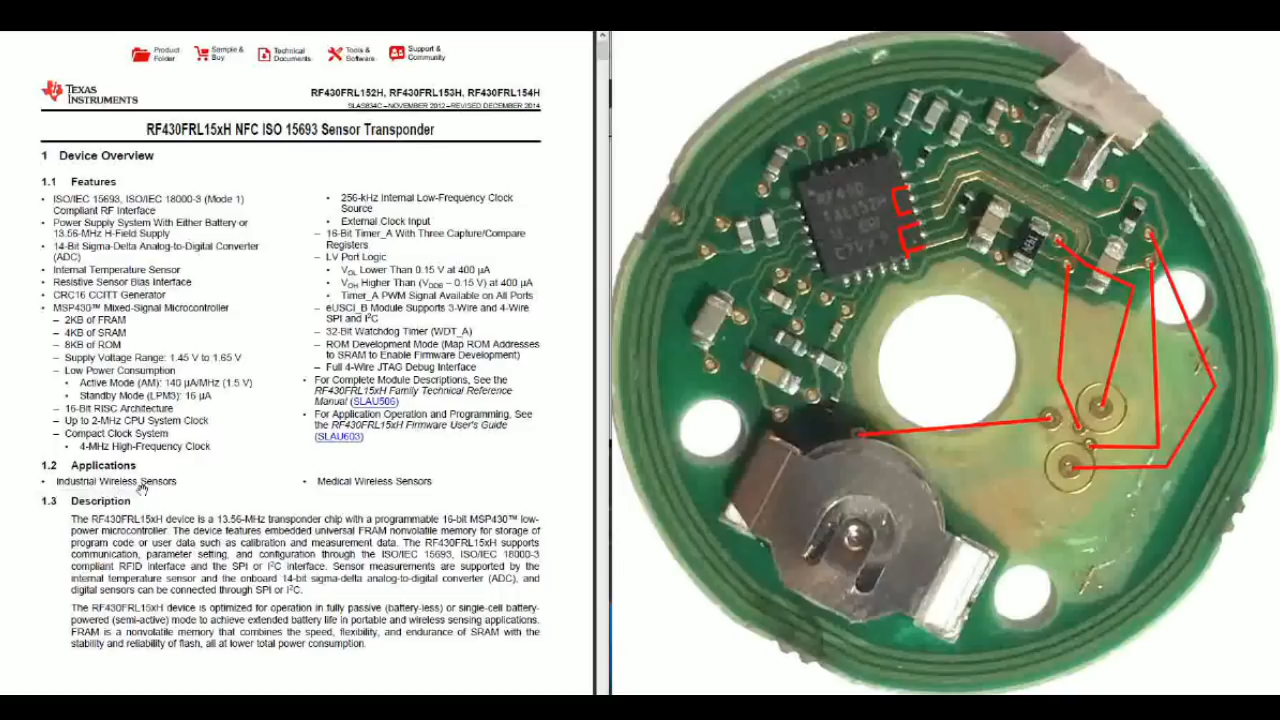 Product Folder
Sample & Buy
Technical Documents
Tools & Software
Support & Community
TEXAS INSTRUMENTS
RF430FRL152H, RF430FRL153H, RF430FRL154H
SLAS834C–NOVEMBER 2012–REVISED DECEMBER 2014
RF430FRL15xH NFC ISO 15693 Sensor Transponder
1 Device Overview
1.1 Features
• ISO/IEC 15693, ISO/IEC 18000-3 (Mode 1)
Compliant RF Interface
• Power Supply System With Either Battery or
13.56-MHz H-Field Supply
• 14-Bit Sigma-Delta Analog-to-Digital Converter
(ADC)
• Internal Temperature Sensor
• Resistive Sensor Bias Interface
• CRC16 CCITT Generator
• MSP430™ Mixed-Signal Microcontroller
– 2KB of FRAM
– 4KB of SRAM
– 8KB of ROM
– Supply Voltage Range: 1.45 V to 1.65 V
– Low Power Consumption
• Active Mode (AM): 140 µA/MHz (1.5 V)
• Standby Mode (LPM3): 16 µA
– 16-Bit RISC Architecture
– Up to 2-MHz CPU System Clock
– Compact Clock System
• 4-MHz High-Frequency Clock
• 256-kHz Internal Low-Frequency Clock
Source
• External Clock Input
– 16-Bit Timer_A With Three Capture/Compare
Registers
– LV Port Logic
• VOL Lower Than 0.15 V at 400 µA
• VOH Higher Than (VDDB – 0.15 V) at 400 µA
• Timer_A PWM Signal Available on All Ports
– eUSCI_B Module Supports 3-Wire and 4-Wire
SPI and I2C
– 32-Bit Watchdog Timer (WDT_A)
– ROM Development Mode (Map ROM Addresses
to SRAM to Enable Firmware Development)
– Full 4-Wire JTAG Debug Interface
• For Complete Module Descriptions, See the
RF430FRL15xH Family Technical Reference
Manual (SLAU506)
• For Application Operation and Programming, See
the RF430FRL15xH Firmware User's Guide
(SLAU603)
1.2 Applications
• Industrial Wireless Sensors
• Medical Wireless Sensors
1.3 Description
The RF430FRL15xH device is a 13.56-MHz transponder chip with a programmable 16-bit MSP430™ low-
power microcontroller. The device features embedded universal FRAM nonvolatile memory for storage of
program code or user data such as calibration and measurement data. The RF430FRL15xH supports
communication, parameter setting, and configuration through the ISO/IEC 15693, ISO/IEC 18000-3
compliant RFID interface and the SPI or I2C interface. Sensor measurements are supported by the
internal temperature sensor and the onboard 14-bit sigma-delta analog-to-digital converter (ADC), and
digital sensors can be connected through SPI or I2C.
The RF430FRL15xH device is optimized for operation in fully passive (battery-less) or single-cell battery-
powered (semi-active) mode to achieve extended battery life in portable and wireless sensing applications.
FRAM is a nonvolatile memory that combines the speed, flexibility, and endurance of SRAM with the
stability and reliability of flash, all at lower total power consumption.
RF430